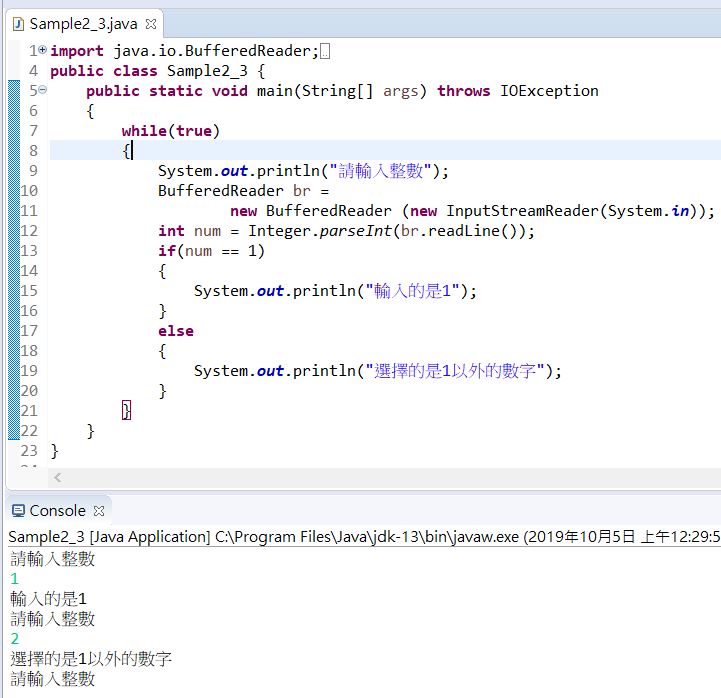 Sample2_3.java
1 import java.io.BufferedReader;
4 public class Sample2_3 {
5 public static void main(String[] args) throws IOException
6 {
7 while(true)
8 {
9 System.out.println("請輸入整數");
10 BufferedReader br =
11 new BufferedReader (new InputStreamReader(System.in));
12 int num = Integer.parseInt(br.readLine());
13 if(num == 1)
14 {
15 System.out.println("輸入的是1");
16 }
17 else
18 {
19 System.out.println("選擇的是1以外的數字");
20 }
21 }
22 }
23 }
Console
Sample2_3 [Java Application] C:\Program Files\Java\jdk-13\bin\javaw.exe (2019年10月5日 上午12:29:5
請輸入整數
1
輸入的是1
請輸入整數
2
選擇的是1以外的數字
請輸入整數